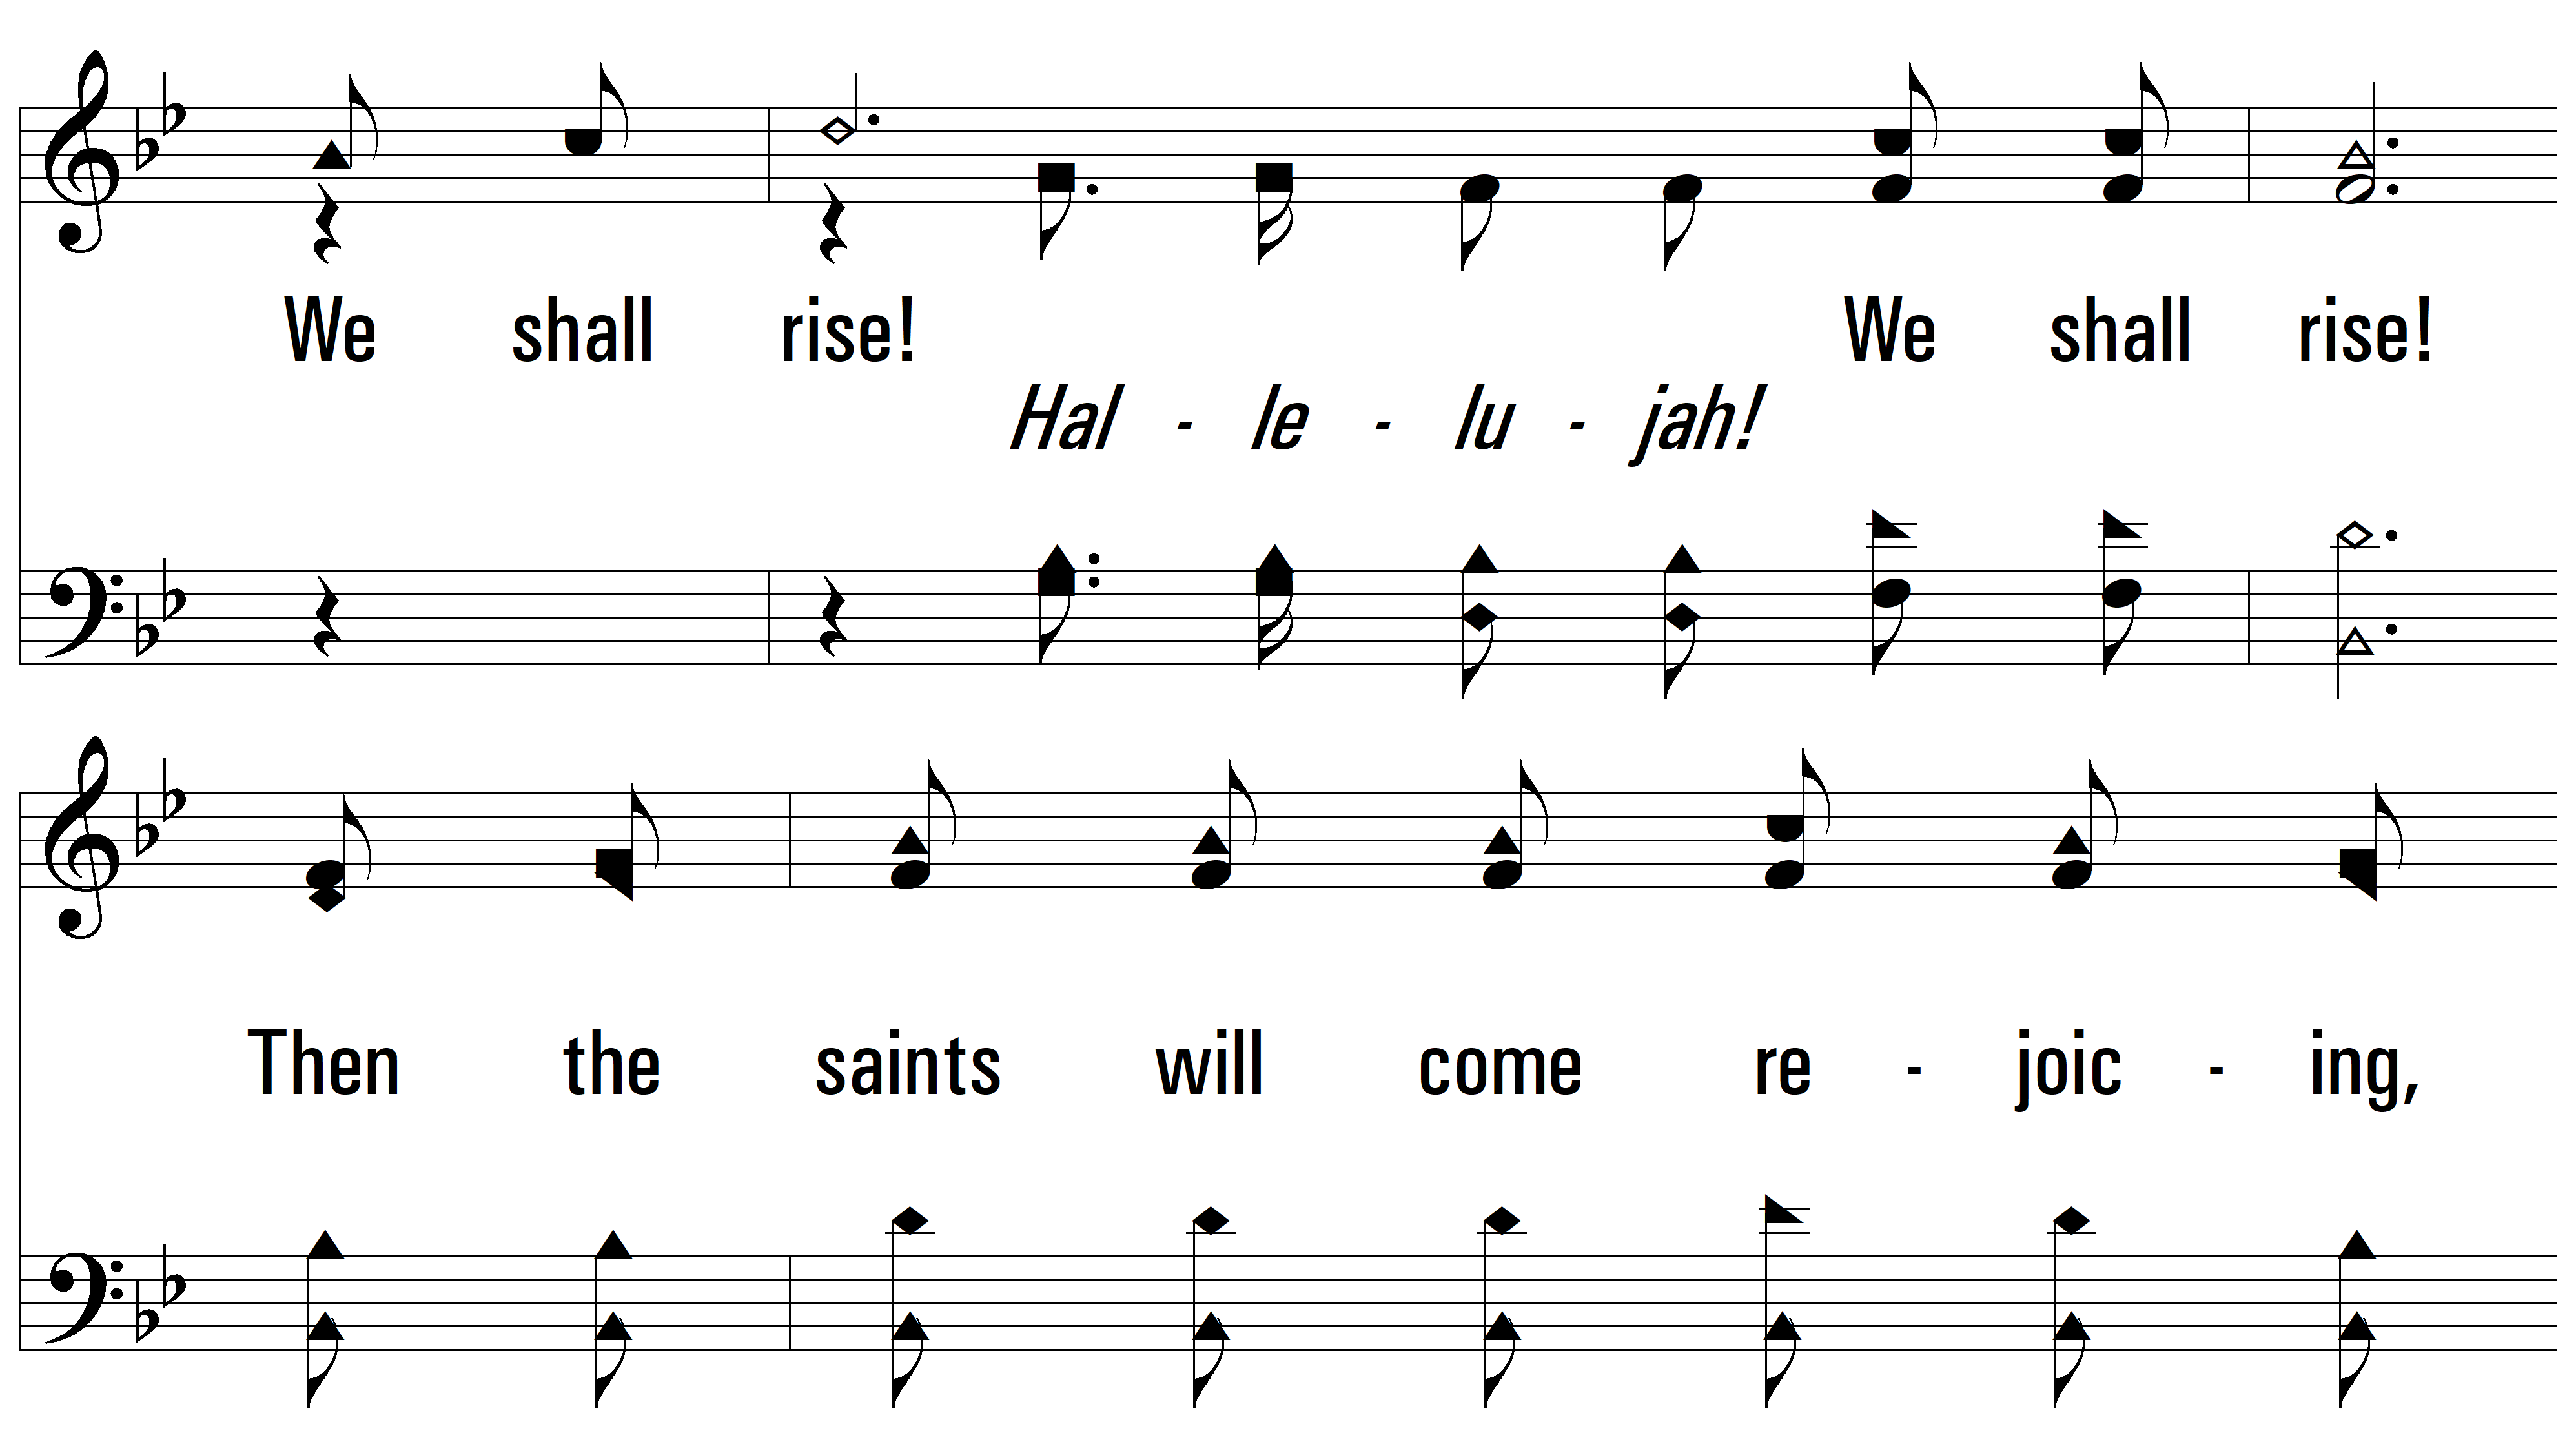 We shall rise! We shall rise!
Hal - le - lu - jah!
Then the saints will come re - joic - ing,